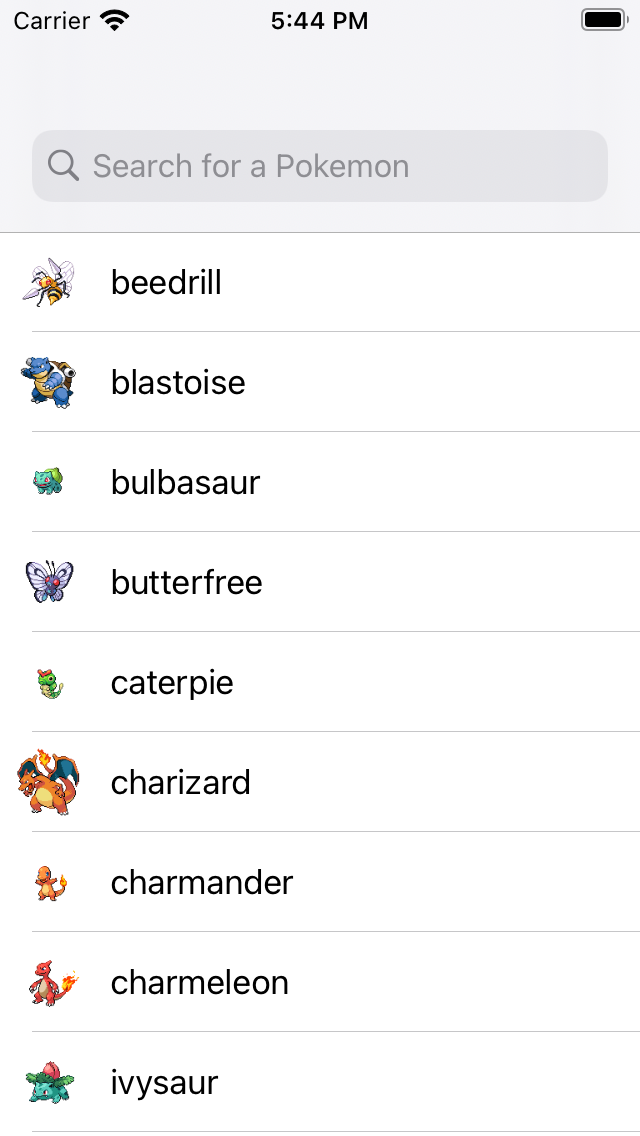 Carrier 5:44 PM
Search for a Pokemon
beedrill
blastoise
bulbasaur
butterfree
caterpie
charizard
charmander
charmeleon
ivysaur